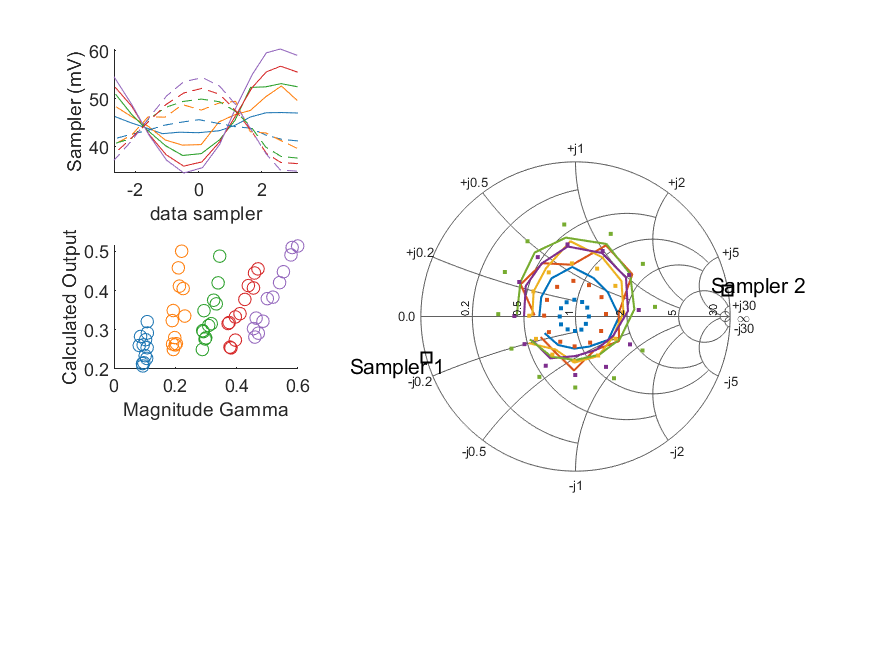 60
50
40
Sampler (mV)
-2 0 2
data sampler
0.5
0.4
0.3
0.2
Calculated Output
0 0.2 0.4 0.6
Magnitude Gamma
+j1
+j0.5 +j2
+j0.2 +j5
Sampler 2
+j30
0.0 0.2 0.5 1 2 5 30 ∞
-j30
Sampler 1
-j0.2 -j5
-j0.5 -j2
-j1